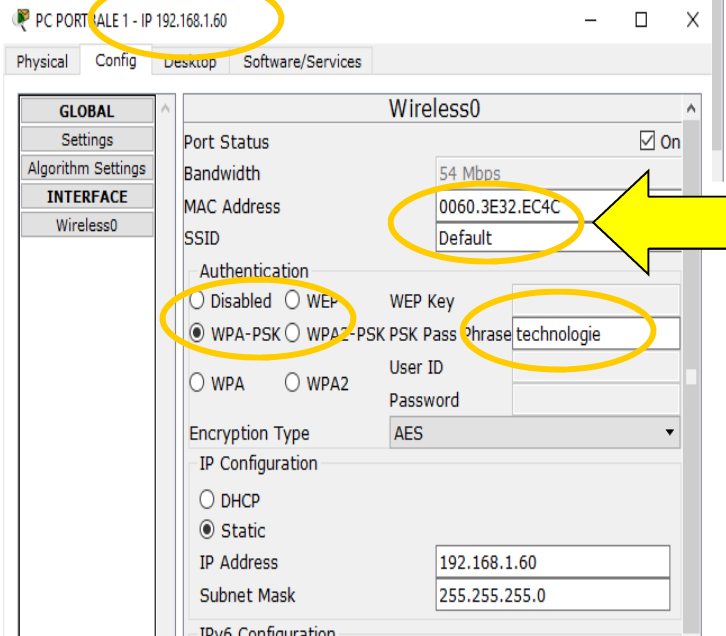 PC PORTBALE 1 - IP 192.168.1.60
Physical Config Desktop Software/Services
GLOBAL
Settings
Algorithm Settings
INTERFACE
Wireless0
Wireless0
Port Status On
Bandwidth 54 Mbps
MAC Address 0060.3E32.EC4C
SSID Default
Authentication
Disabled WEP WEP Key
WPA-PSK WPA2-PSK PSK Pass Phrase technologie
WPA WPA2 User ID
Password
Encryption Type AES
IP Configuration
DHCP
Static
IP Address 192.168.1.60
Subnet Mask 255.255.255.0
IPv6 Configuration